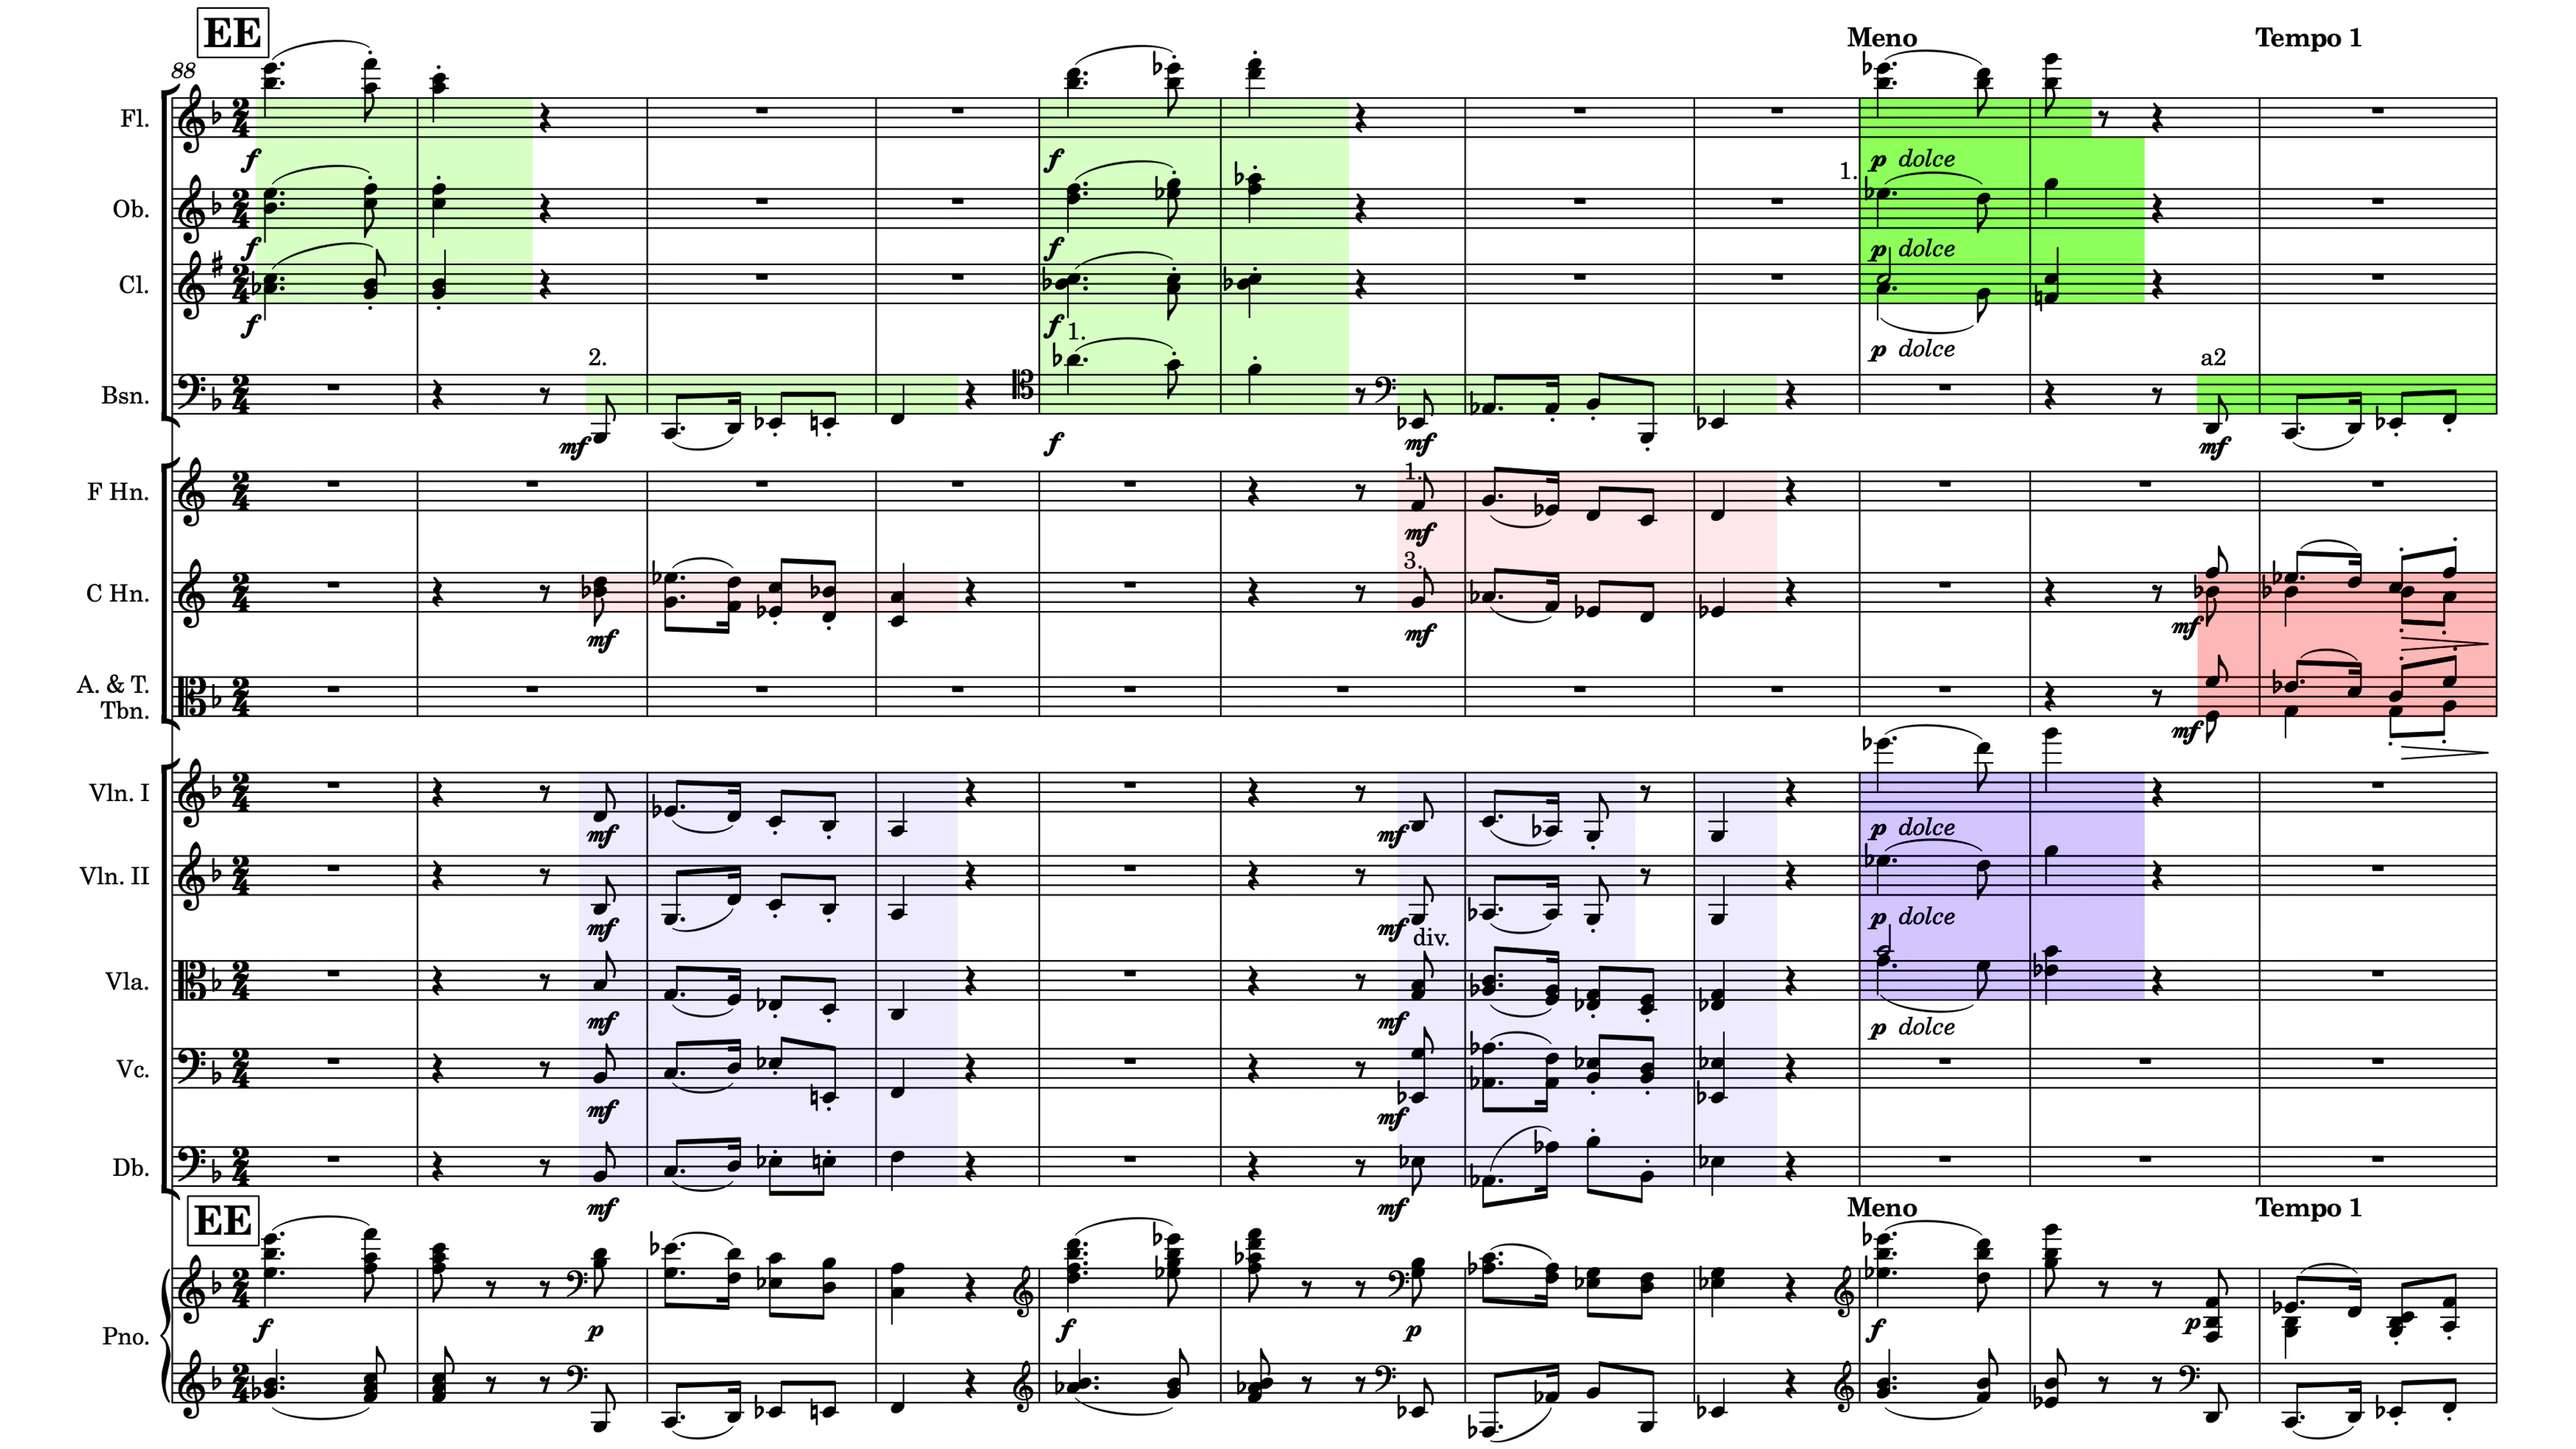 EE
Meno Tempo 1
88
Fl.
f f p dolce
1.
Ob.
f f p dolce
Cl.
f f p dolce
2. 1. a2
Bsn.
mf f mf mf
1.
F Hn.
mf
3.
C Hn.
mf mf mf
A. & T.
Tbn.
mf
Vln. I
mf mf p dolce
Vln. II
mf mf p dolce
div.
Vla.
mf mf p dolce
Vc.
mf mf
Db.
mf mf
EE Meno Tempo 1
Pno.
f p f p f p